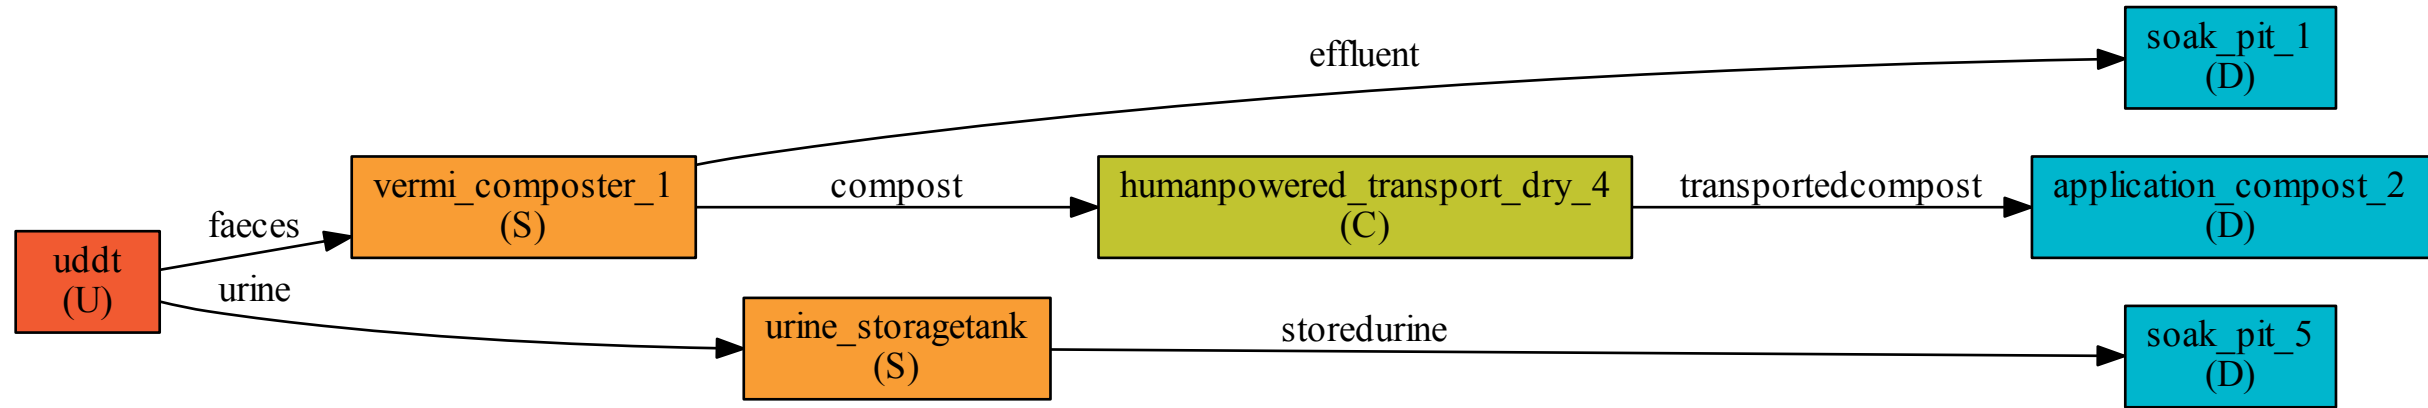 effluent
soak_pit_1
(D)
vermi_composter_1
(S)
compost
humanpowered_transport_dry_4
(C)
transportedcompost
application_compost_2
(D)
faeces
uddt
(U)
urine
urine_storagetank
(S)
storedurine
soak_pit_5
(D)